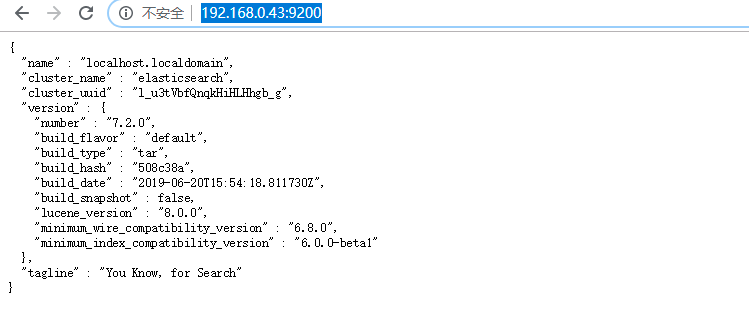 不安全 | 192.168.0.43:9200
{
  "name" : "localhost.localdomain",
  "cluster_name" : "elasticsearch",
  "cluster_uuid" : "l_u3tVbfQnqkHiHLHhgb_g",
  "version" : {
    "number" : "7.2.0",
    "build_flavor" : "default",
    "build_type" : "tar",
    "build_hash" : "508c38a",
    "build_date" : "2019-06-20T15:54:18.811730Z",
    "build_snapshot" : false,
    "lucene_version" : "8.0.0",
    "minimum_wire_compatibility_version" : "6.8.0",
    "minimum_index_compatibility_version" : "6.0.0-beta1"
  },
  "tagline" : "You Know, for Search"
}